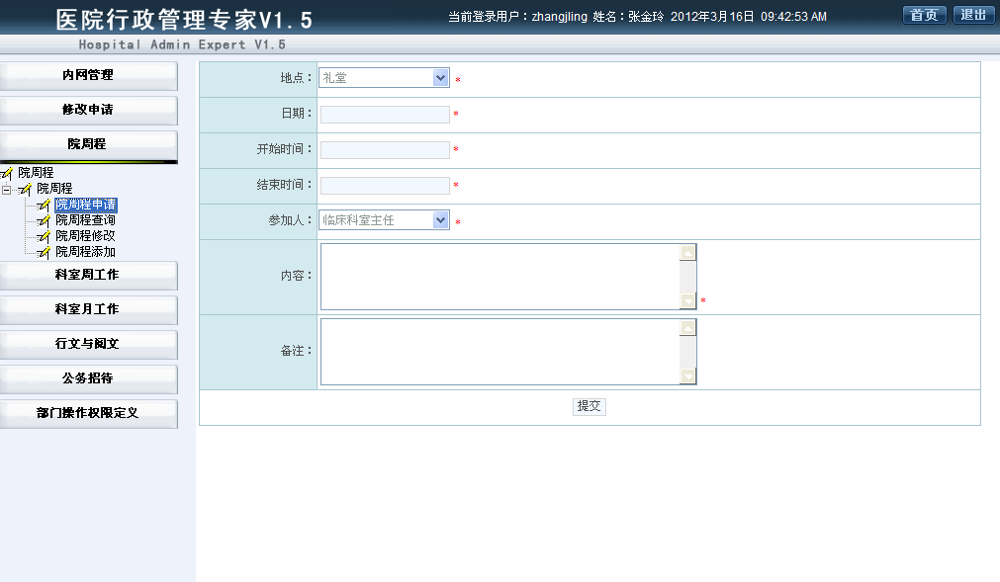 医院行政管理专家V1.5
Hospital Admin Expert V1.5
当前登录用户：zhangjling 姓名：张金玲 2012年3月16日 09:42:53 AM
首页 退出
内网管理
修改申请
院周程
院周程
院周程
院周程申请
院周程查询
院周程修改
院周程添加
科室周工作
科室月工作
行文与阅文
公务招待
部门操作权限定义
地点： 礼堂 *
日期： *
开始时间： *
结束时间： *
参加人： 临床科室主任 *
内容： *
备注：
提交